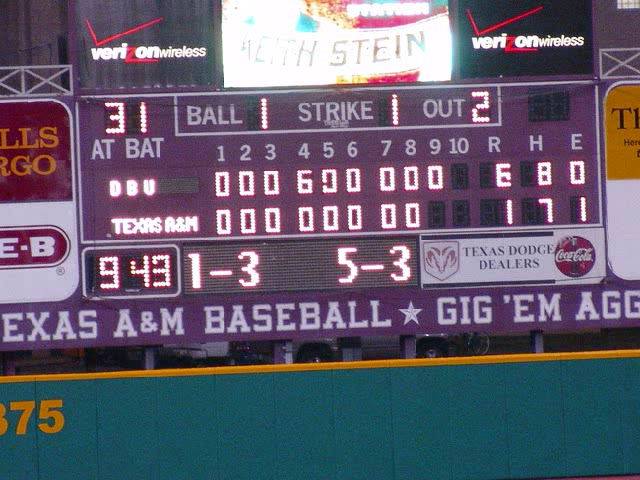 verizonwireless
KEITH STEIN
verizonwireless
31 BALL 1 STRIKE 1 OUT 2
AT BAT 1 2 3 4 5 6 7 8 9 10 R H E
DBU 0 0 0 6 0 0 0 0 0 6 8 0
TEXAS A&M 0 0 0 0 0 0 0 0 1 7 1
9 43 1-3 5-3
TEXAS DODGE
DEALERS
Coca-Cola
LLS
RGO
E-B
®
Th
Here
EXAS A&M BASEBALL ★ GIG 'EM AGG
375